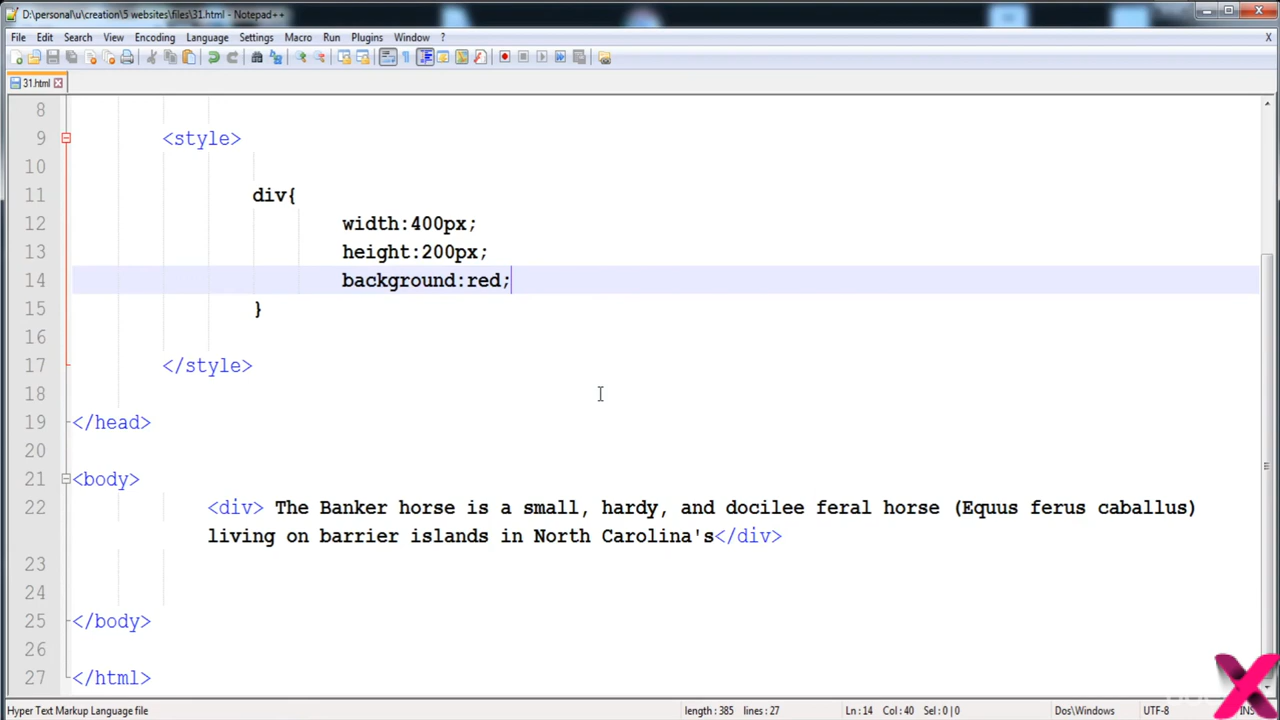 D:\personal\u\creation\5 websites\files\31.html - Notepad++
File Edit Search View Encoding Language Settings Macro Run Plugins Window ? X
31.html
8
9 <style>
10
11 div{
12 width:400px;
13 height:200px;
14 background:red;
15 }
16
17 </style>
18
19 </head>
20
21 <body>
22 <div> The Banker horse is a small, hardy, and docilee feral horse (Equus ferus caballus)
living on barrier islands in North Carolina's</div>
23
24
25 </body>
26
27 </html>
Hyper Text Markup Language file length : 385 lines : 27 Ln : 14 Col : 40 Sel : 0 | 0 Dos\Windows UTF-8 INS